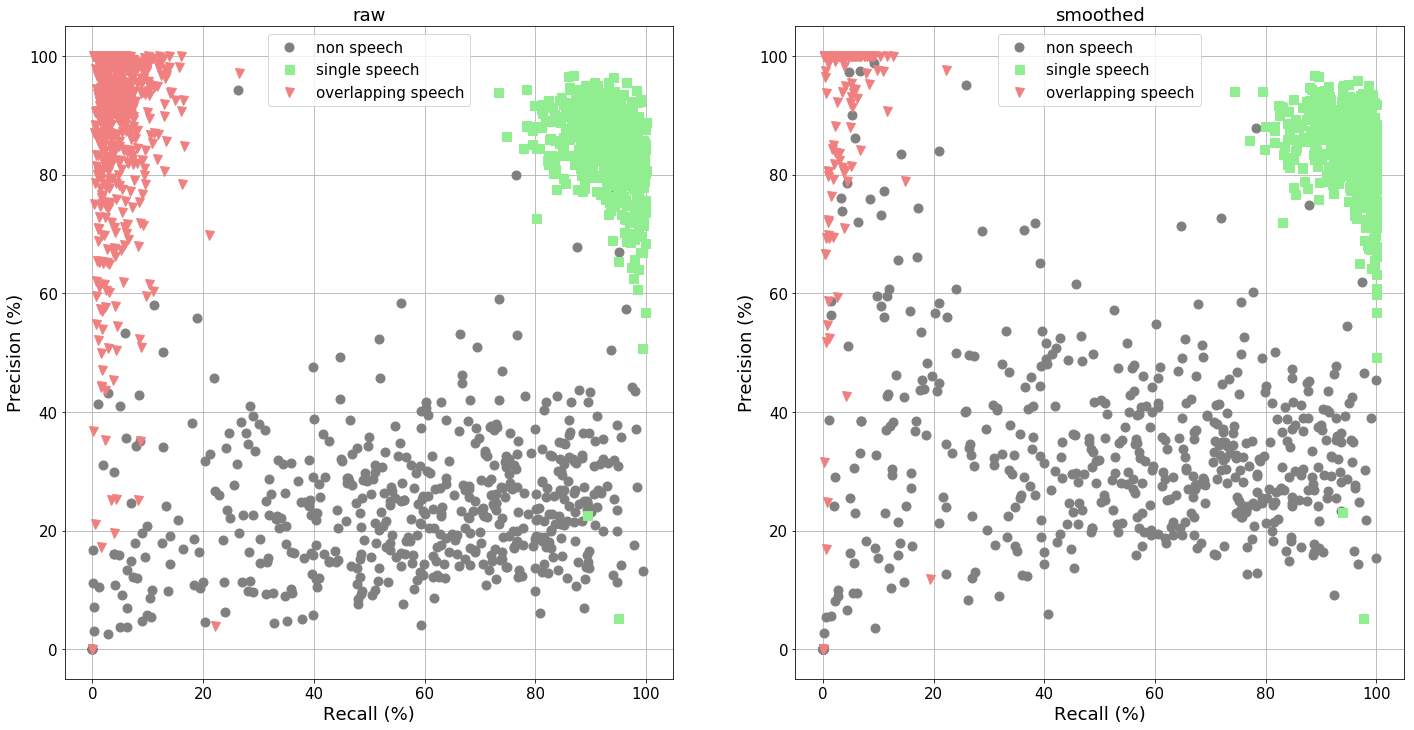 raw
non speech
single speech
overlapping speech
100
80
60
40
20
0
Precision (%)
0 20 40 60 80 100
Recall (%)
smoothed
non speech
single speech
overlapping speech
100
80
60
40
20
0
Precision (%)
0 20 40 60 80 100
Recall (%)